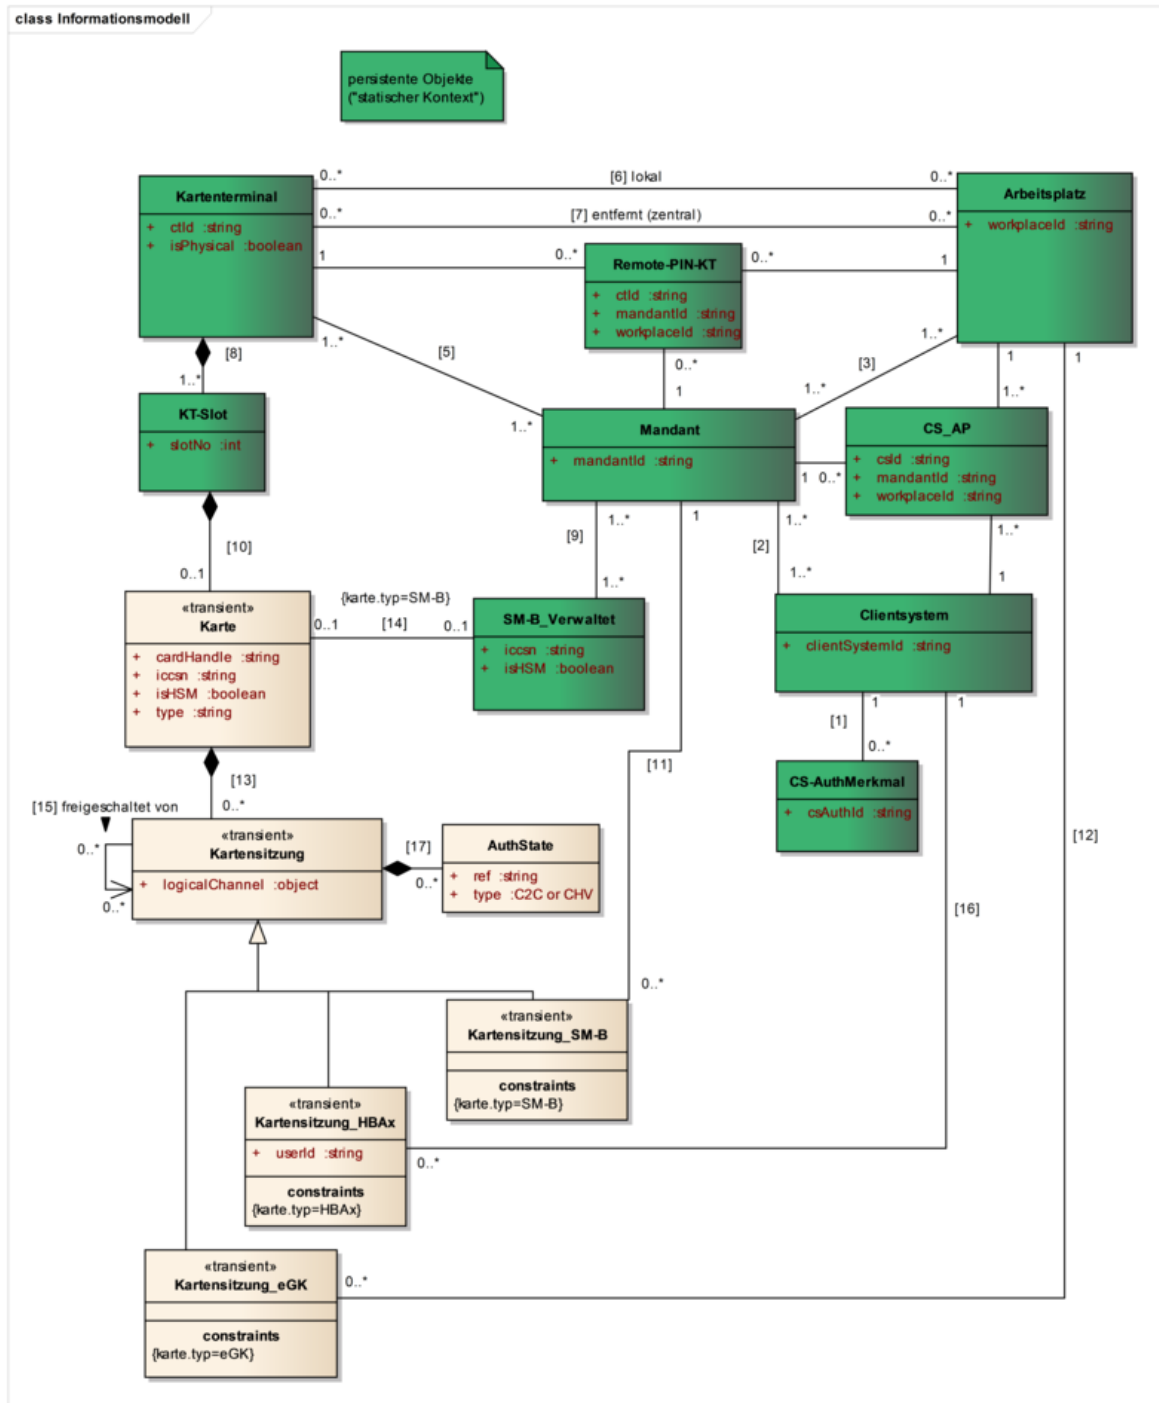 class Informationsmodell
persistente Objekte
("statischer Kontext")
Kartenterminal
+ ctId :string
+ isPhysical :boolean
0..*
[6] lokal
0..*
0..*
[7] entfernt (zentral)
0..*
Arbeitsplatz
+ workplaceId :string
1
0..*
Remote-PIN-KT
+ ctId :string
+ mandantId :string
+ workplaceId :string
0..*
1
1..*
[5]
1..*
0..*
1
[3]
1..*
1..*
1
1..*
1
[8]
1..*
KT-Slot
+ slotNo :int
Mandant
+ mandantId :string
1
0..*
CS_AP
+ csId :string
+ mandantId :string
+ workplaceId :string
[10]
0..1
[9]
1..*
1..*
1
[2]
1..*
1..*
1..*
1
«transient»
Karte
+ cardHandle :string
+ iccsn :string
+ isHSM :boolean
+ type :string
{karte.typ=SM-B}
0..1
[14]
0..1
SM-B_Verwaltet
+ iccsn :string
+ isHSM :boolean
Clientsystem
+ clientSystemId :string
1
[1]
0..*
1
[11]
CS-AuthMerkmal
+ csAuthId :string
[12]
[13]
0..*
[15] freigeschaltet von
0..*
0..*
«transient»
Kartensitzung
+ logicalChannel :object
[17]
0..*
AuthState
+ ref :string
+ type :C2C or CHV
[16]
0..*
«transient»
Kartensitzung_SM-B
constraints
{karte.typ=SM-B}
«transient»
Kartensitzung_HBAx
+ userId :string
constraints
{karte.typ=HBAx}
0..*
«transient»
Kartensitzung_eGK
constraints
{karte.typ=eGK}
0..*